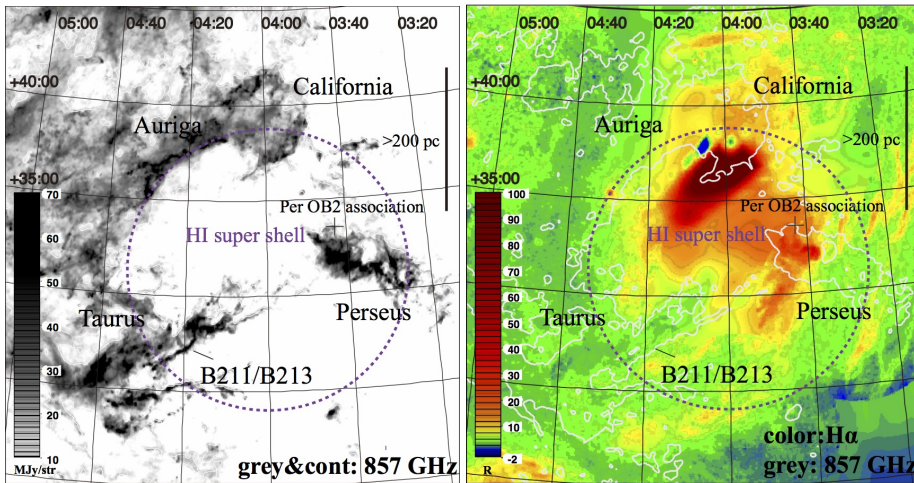 05:00 04:40 04:20 04:00 03:40 03:20
+40:00
California
Auriga
>200 pc
+35:00
70
60
50
40
30
20
10
MJy/str
Per OB2 association
HI super shell
Taurus
Perseus
B211/B213
grey&cont: 857 GHz
05:00 04:40 04:20 04:00 03:40 03:20
+40:00
California
Auriga
>200 pc
+35:00
100
90
80
70
60
50
40
30
20
10
-2
R
Per OB2 association
HI super shell
Taurus
Perseus
B211/B213
color:Hα
grey: 857 GHz